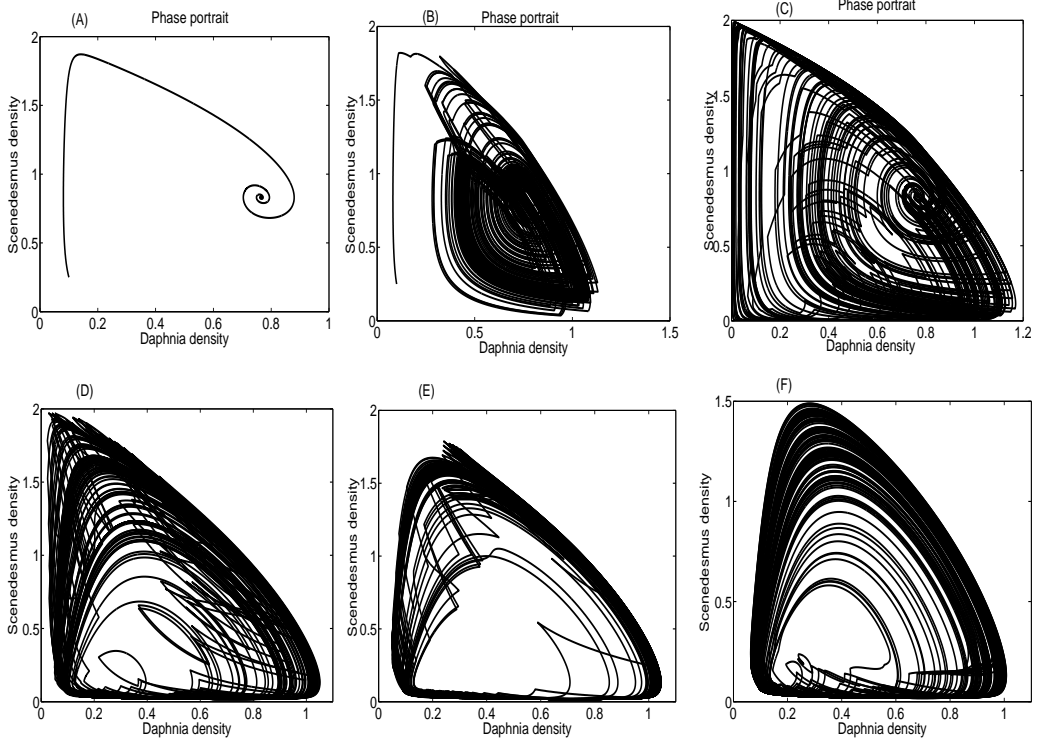 (A) Phase portrait
2
1.5
1
0.5
0
0 0.2 0.4 0.6 0.8 1
Scenedesmus density
Daphnia density
(B) Phase portrait
2
1.5
1
0.5
0
0 0.5 1 1.5
Scenedesmus density
Daphnia density
(C) Phase portrait
2
1.5
1
0.5
0
0 0.2 0.4 0.6 0.8 1 1.2
Scenedesmus density
Daphnia density
(D)
2
1.5
1
0.5
0
0 0.2 0.4 0.6 0.8 1
Scenedesmus density
Daphnia density
(E)
2
1.5
1
0.5
0
0 0.2 0.4 0.6 0.8 1
Scenedesmus density
Daphnia density
(F)
1.5
1
0.5
0
0 0.2 0.4 0.6 0.8 1
Scenedesmus density
Daphnia density